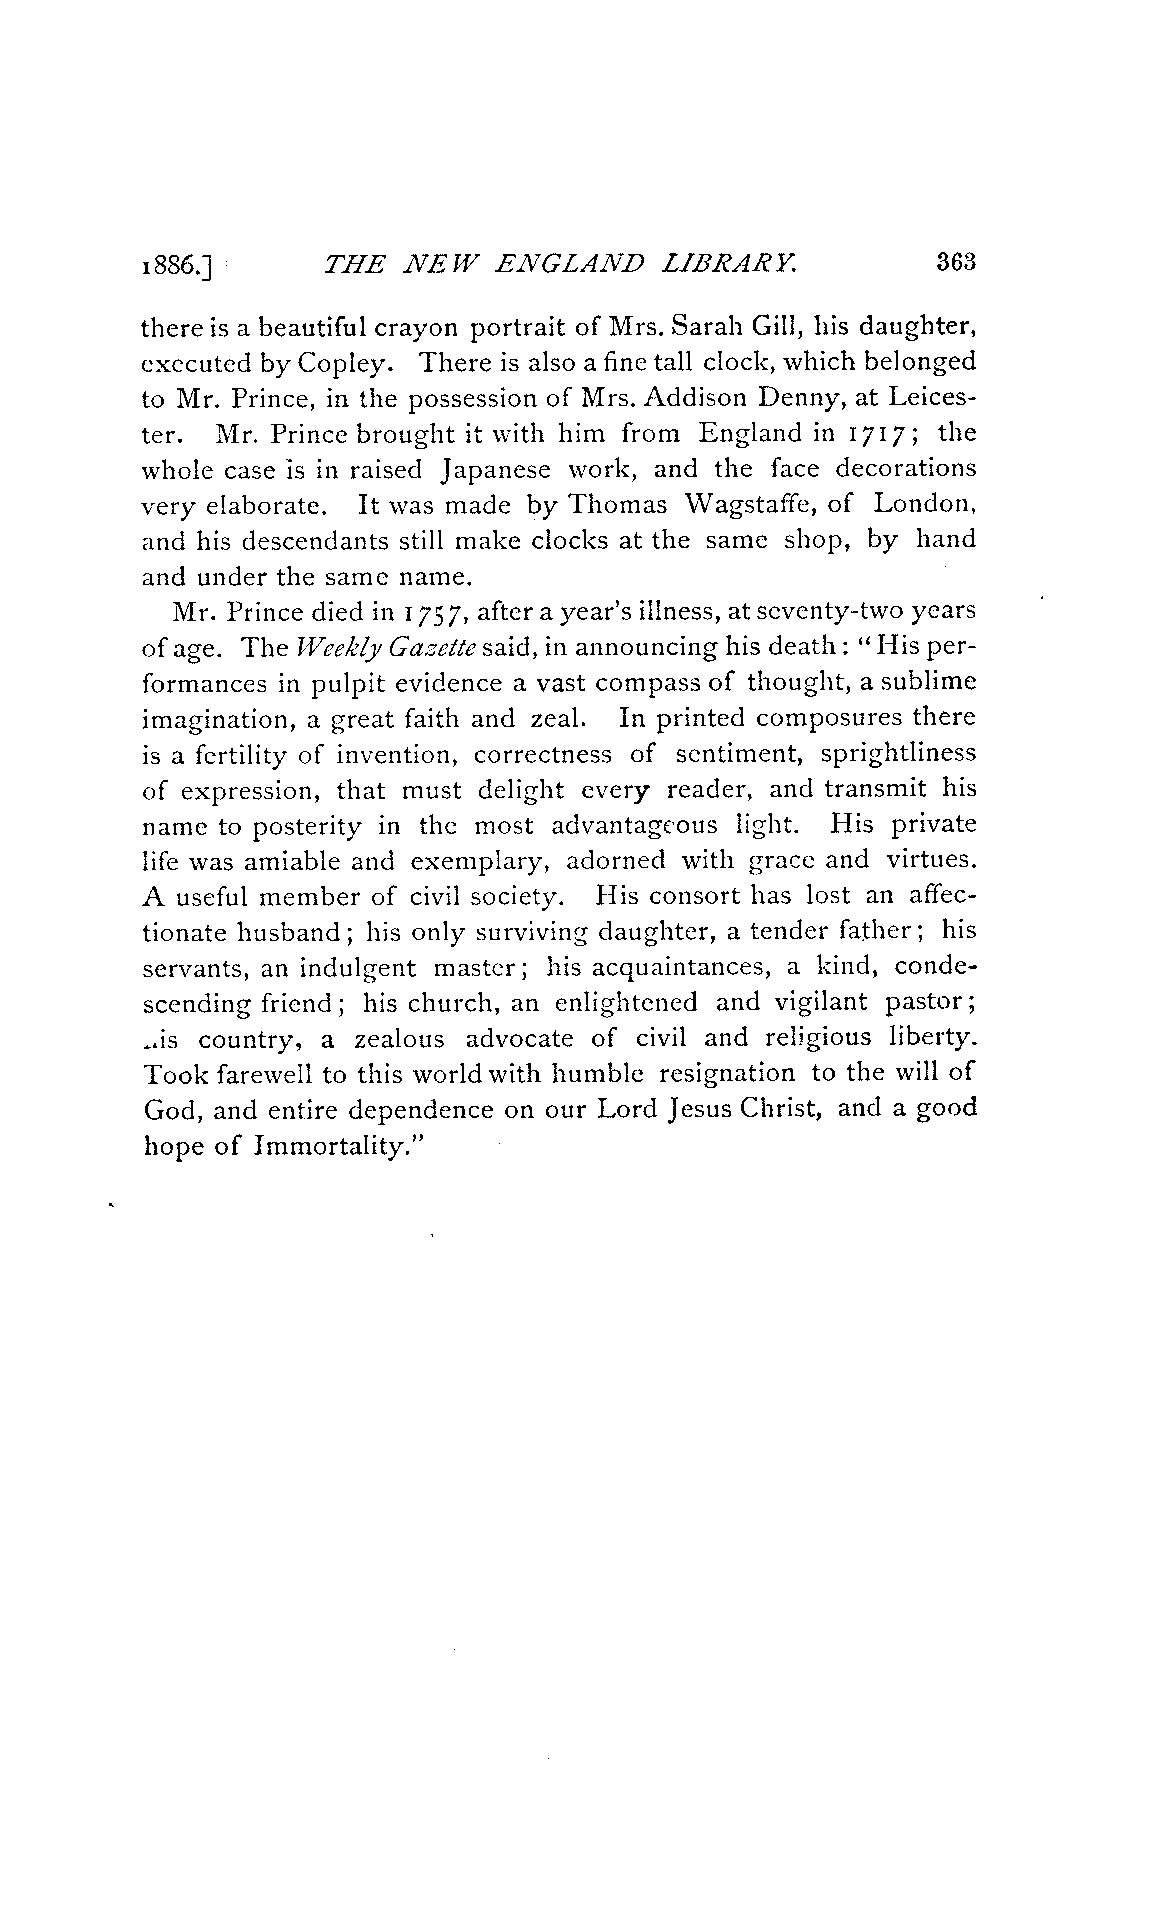 1886.] THE NEW ENGLAND LIBRARY. 363
there is a beautiful crayon portrait of Mrs. Sarah Gill, his daughter,
executed by Copley. There is also a fine tall clock, which belonged
to Mr. Prince, in the possession of Mrs. Addison Denny, at Leices-
ter. Mr. Prince brought it with him from England in 1717; the
whole case is in raised Japanese work, and the face decorations
very elaborate. It was made by Thomas Wagstaffe, of London,
and his descendants still make clocks at the same shop, by hand
and under the same name.
Mr. Prince died in 1757, after a year's illness, at seventy-two years
of age. The Weekly Gazette said, in announcing his death: "His per-
formances in pulpit evidence a vast compass of thought, a sublime
imagination, a great faith and zeal. In printed composures there
is a fertility of invention, correctness of sentiment, sprightliness
of expression, that must delight every reader, and transmit his
name to posterity in the most advantageous light. His private
life was amiable and exemplary, adorned with grace and virtues.
A useful member of civil society. His consort has lost an affec-
tionate husband; his only surviving daughter, a tender father; his
servants, an indulgent master; his acquaintances, a kind, conde-
scending friend; his church, an enlightened and vigilant pastor;
is country, a zealous advocate of civil and religious liberty.
Took farewell to this world with humble resignation to the will of
God, and entire dependence on our Lord Jesus Christ, and a good
hope of Immortality."